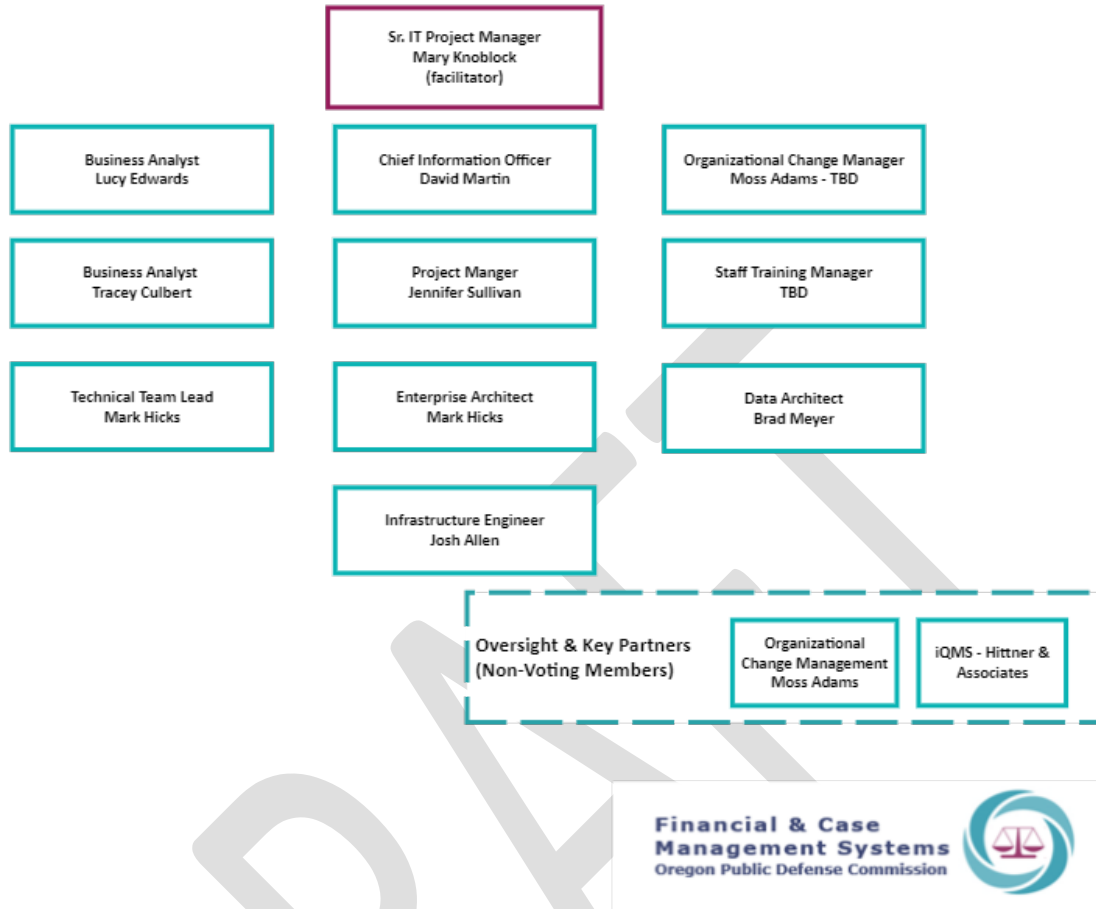 Sr. IT Project Manager
Mary Knoblock
(facilitator)
Business Analyst
Lucy Edwards
Chief Information Officer
David Martin
Organizational Change Manager
Moss Adams - TBD
Business Analyst
Tracey Culbert
Project Manger
Jennifer Sullivan
Staff Training Manager
TBD
Technical Team Lead
Mark Hicks
Enterprise Architect
Mark Hicks
Data Architect
Brad Meyer
Infrastructure Engineer
Josh Allen
Oversight & Key Partners
(Non-Voting Members)
Organizational
Change Management
Moss Adams
iQMS - Hittner &
Associates
Financial & Case
Management Systems
Oregon Public Defense Commission
DRAFT